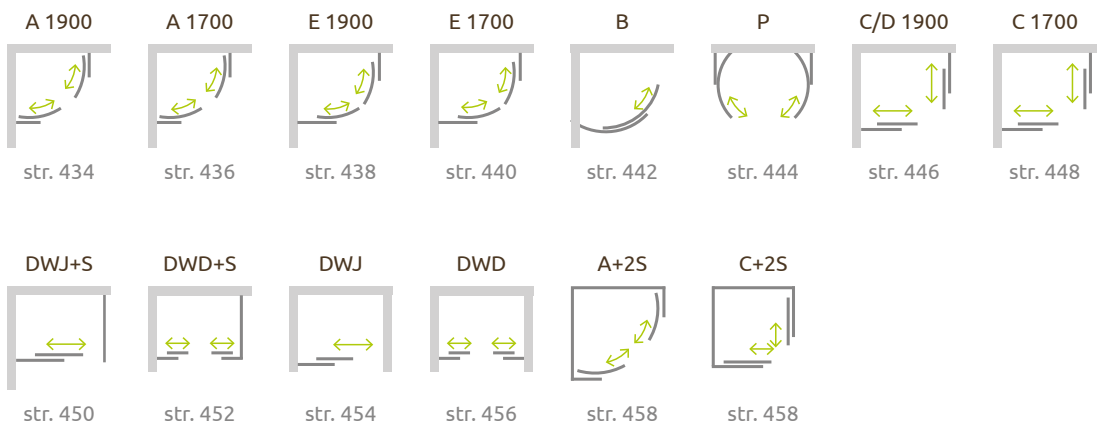 A 1900 A 1700 E 1900 E 1700 B P C/D 1900 C 1700
str. 434 str. 436 str. 438 str. 440 str. 442 str. 444 str. 446 str. 448
DWJ+S DWD+S DWJ DWD A+2S C+2S
str. 450 str. 452 str. 454 str. 456 str. 458 str. 458